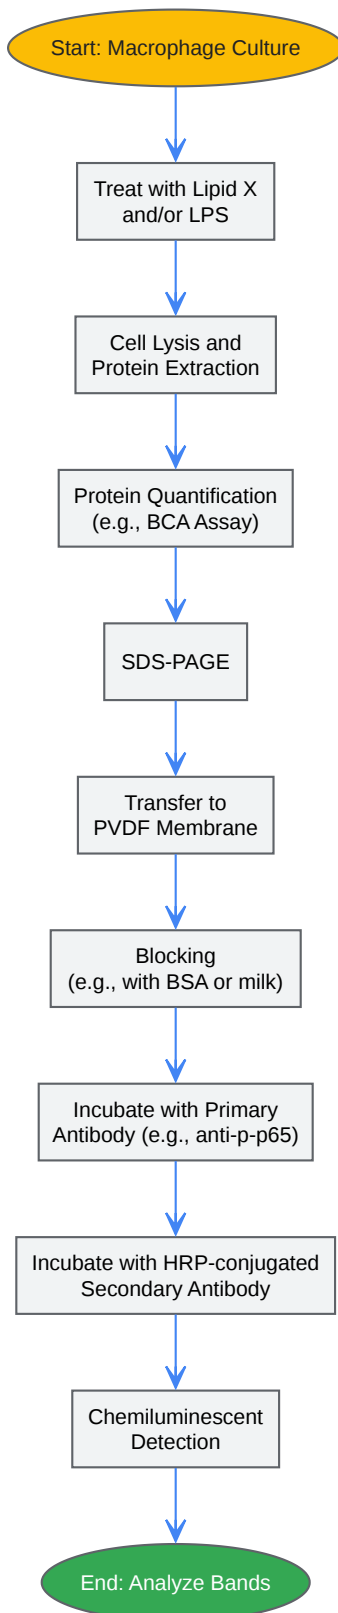 Start: Macrophage Culture
Treat with Lipid X
and/or LPS
Cell Lysis and
Protein Extraction
Protein Quantification
(e.g., BCA Assay)
SDS-PAGE
Transfer to
PVDF Membrane
Blocking
(e.g., with BSA or milk)
Incubate with Primary
Antibody (e.g., anti-p-p65)
Incubate with HRP-conjugated
Secondary Antibody
Chemiluminescent
Detection
End: Analyze Bands